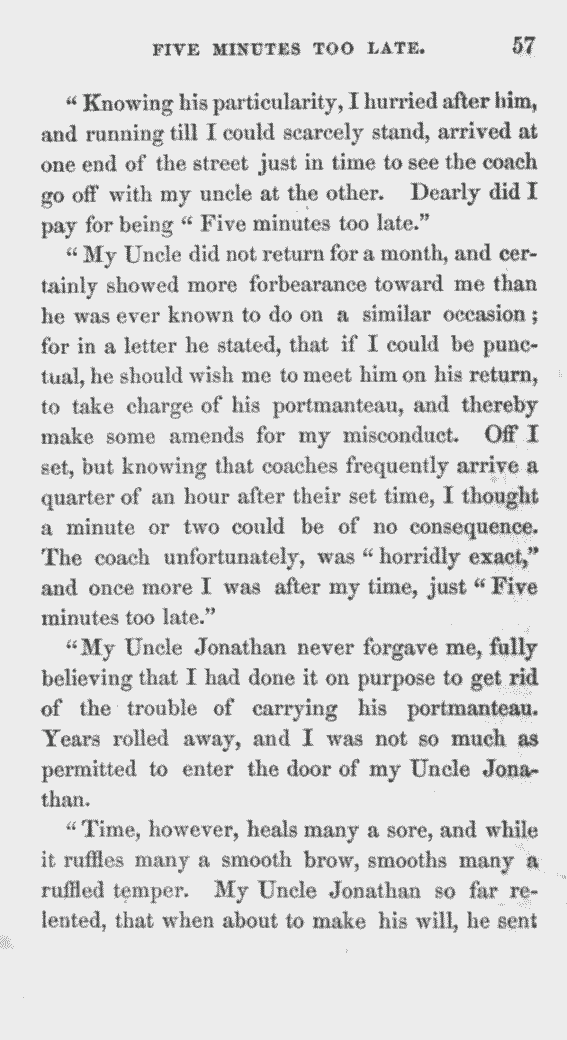 FIVE MINUTES TOO LATE. 57
“ Knowing his particularity, I hurried after him,
and running till I could scarcely stand, arrived at
one end of the street just in time to see the coach
go off with my uncle at the other. Dearly did I
pay for being “ Five minutes too late.”
“ My Uncle did not return for a month, and cer-
tainly showed more forbearance toward me than
he was ever known to do on a similar occasion ;
for in a letter he stated, that if I could be punc-
tual, he should wish me to meet him on his return,
to take charge of his portmanteau, and thereby
make some amends for my misconduct. Off I
set, but knowing that coaches frequently arrive a
quarter of an hour after their set time, I thought
a minute or two could be of no consequence.
The coach unfortunately, was “ horridly exact,”
and once more I was after my time, just “ Five
minutes too late.”
“ My Uncle Jonathan never forgave me, fully
believing that I had done it on purpose to get rid
of the trouble of carrying his portmanteau.
Years rolled away, and I was not so much as
permitted to enter the door of my Uncle Jona-
than.
“ Time, however, heals many a sore, and while
it ruffles many a smooth brow, smooths many a
ruffled temper. My Uncle Jonathan so far re-
lented, that when about to make his will, he sent